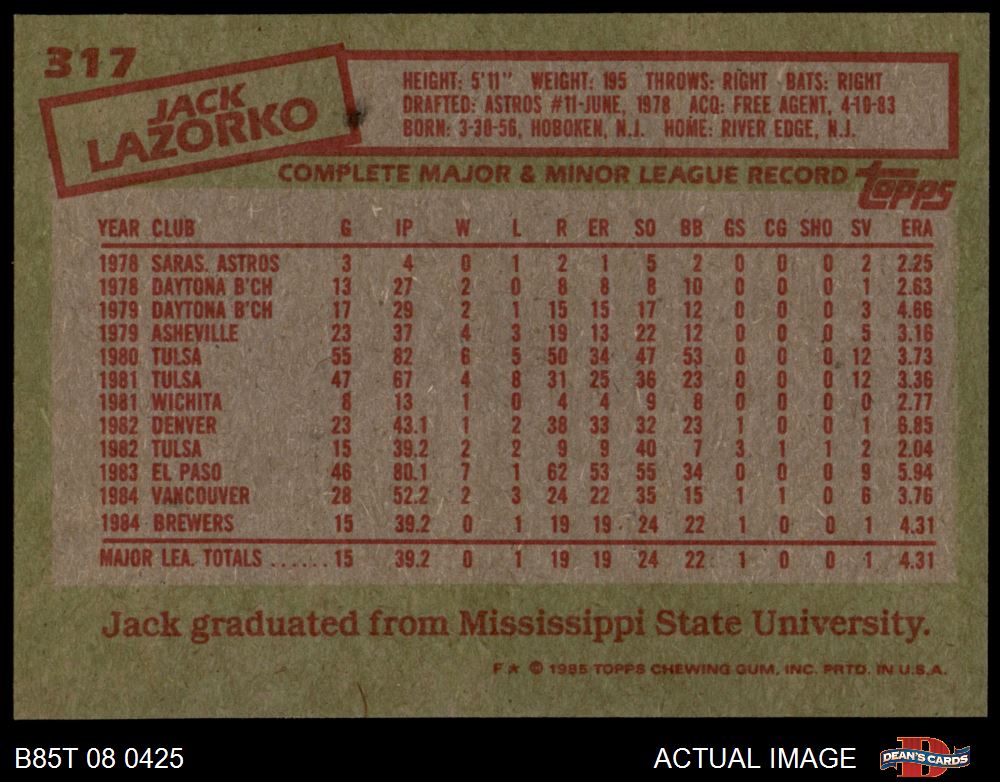 317
JACK
LAZORKO
HEIGHT: 5'11" WEIGHT: 195 THROWS: RIGHT BATS: RIGHT
DRAFTED: ASTROS #11-JUNE, 1978 ACQ: FREE AGENT, 4-10-83
BORN: 3-30-56, HOBOKEN, N.J. HOME: RIVER EDGE, N.J.
COMPLETE MAJOR & MINOR LEAGUE RECORD topps
YEAR CLUB G IP W L R ER SO BB GS CG SHO SV ERA
1978 SARAS. ASTROS 3 4 0 1 2 1 5 2 0 0 0 2 2.25
1978 DAYTONA B'CH 13 27 2 0 8 8 8 10 0 0 0 1 2.63
1979 DAYTONA B'CH 17 29 2 1 15 15 17 12 0 0 0 3 4.66
1979 ASHEVILLE 23 37 4 3 19 13 22 12 0 0 0 5 3.16
1980 TULSA 55 82 6 5 50 34 47 53 0 0 0 12 3.73
1981 TULSA 47 67 4 8 31 25 36 23 0 0 0 12 3.36
1981 WICHITA 8 13 1 0 4 4 9 8 0 0 0 0 2.77
1982 DENVER 23 43.1 1 2 38 33 32 23 1 0 0 1 6.85
1982 TULSA 15 39.2 2 2 9 9 40 7 3 1 1 2 2.04
1983 EL PASO 46 80.1 7 1 62 53 55 34 0 0 0 9 5.94
1984 VANCOUVER 28 52.2 2 3 24 22 35 15 1 1 0 6 3.76
1984 BREWERS 15 39.2 0 1 19 19 24 22 1 0 0 1 4.31
MAJOR LEA. TOTALS ...... 15 39.2 0 1 19 19 24 22 1 0 0 1 4.31
Jack graduated from Mississippi State University.
F★ © 1985 TOPPS CHEWING GUM, INC. PRTD. IN U.S.A.
B85T 08 0425 ACTUAL IMAGE D DEAN'S CARDS